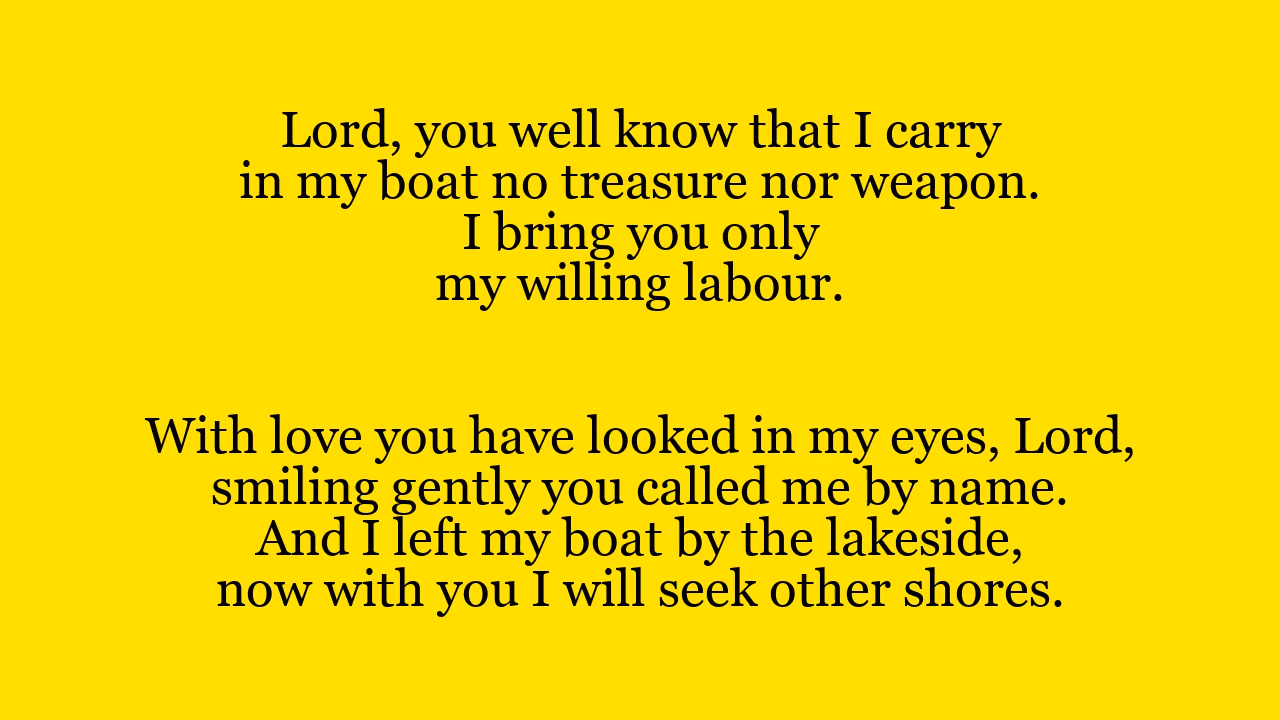 Lord, you well know that I carry
in my boat no treasure nor weapon.
I bring you only
my willing labour.
With love you have looked in my eyes, Lord,
smiling gently you called me by name.
And I left my boat by the lakeside,
now with you I will seek other shores.